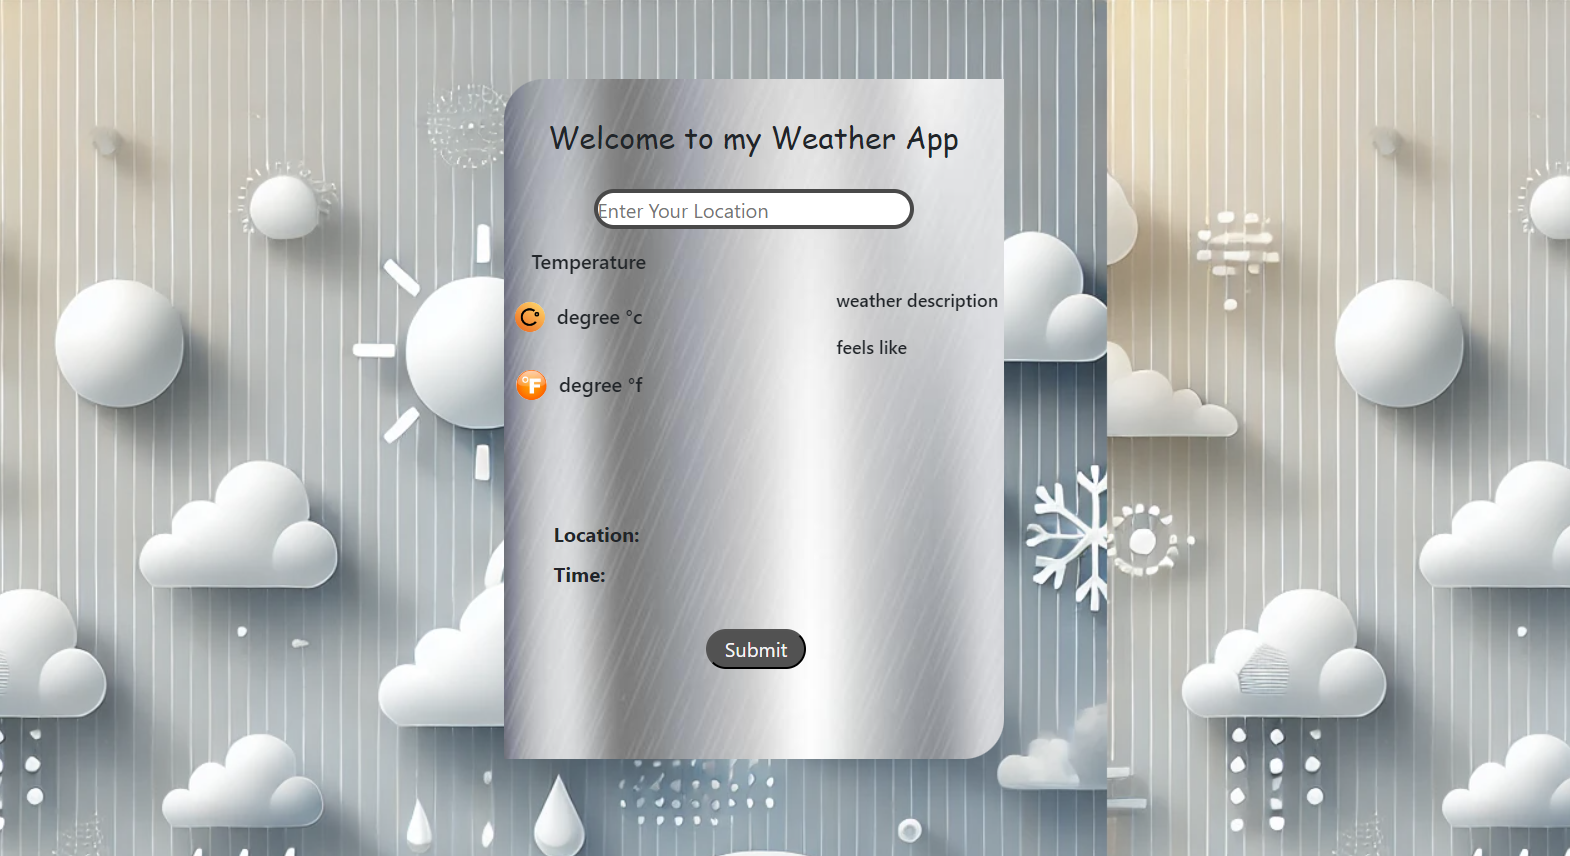 Welcome to my Weather App
Enter Your Location
Temperature
weather description
C° degree °c
feels like
°F degree °f
Location:
Time:
Submit